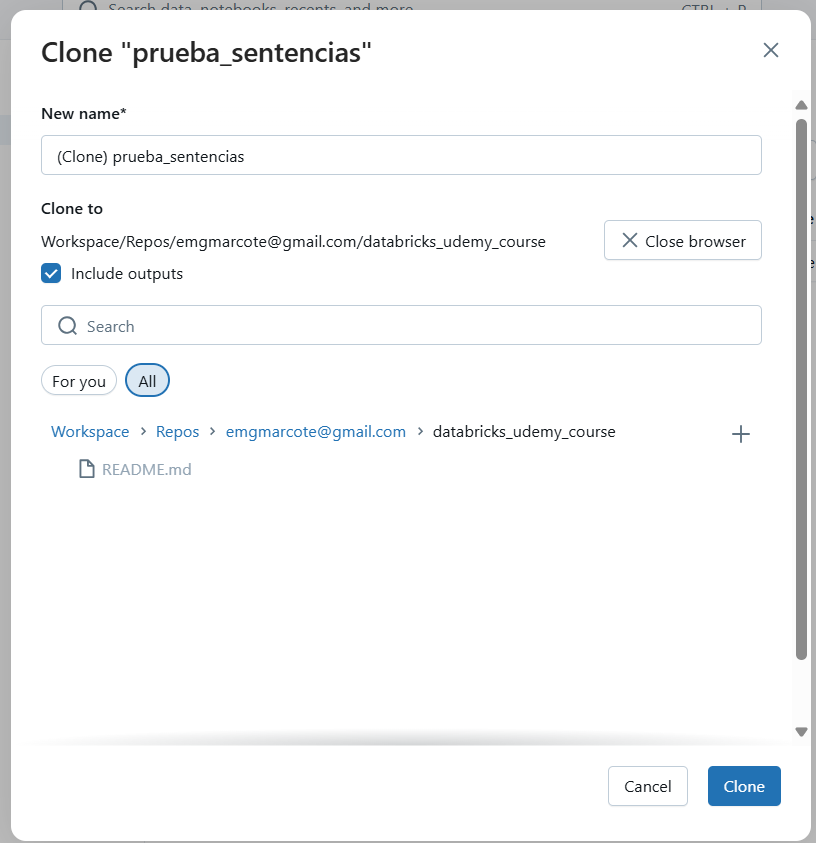 Search data, notebooks, recents, and more... CTRL + P
Clone "prueba_sentencias"
New name*
(Clone) prueba_sentencias
Clone to
Workspace/Repos/emgmarcote@gmail.com/databricks_udemy_course
Close browser
Include outputs
Search
For you
All
Workspace > Repos > emgmarcote@gmail.com > databricks_udemy_course
README.md
Cancel
Clone